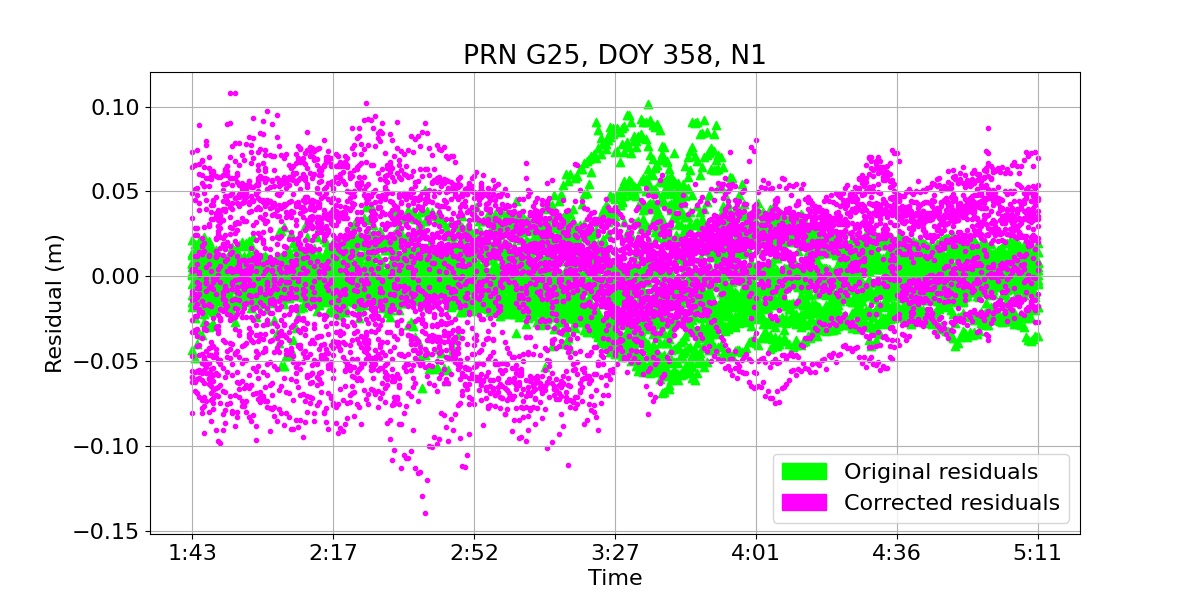 PRN G25, DOY 358, N1
Residual (m)
0.10
0.05
0.00
−0.05
−0.10
−0.15
Original residuals
Corrected residuals
1:43 2:17 2:52 3:27 4:01 4:36 5:11
Time